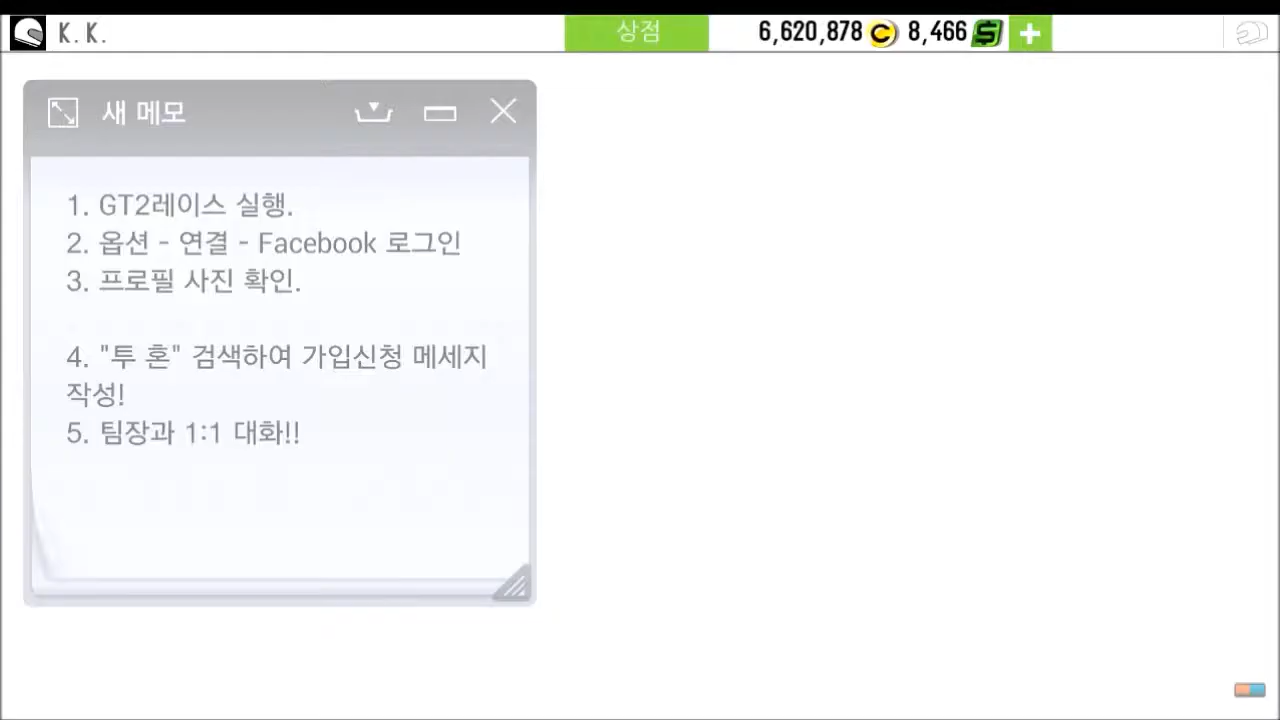 K.K.
상점
6,620,878
8,466
새 메모
1. GT2레이스 실행.
2. 옵션 - 연결 - Facebook 로그인
3. 프로필 사진 확인.
4. "투 혼" 검색하여 가입신청 메세지
작성!
5. 팀장과 1:1 대화!!